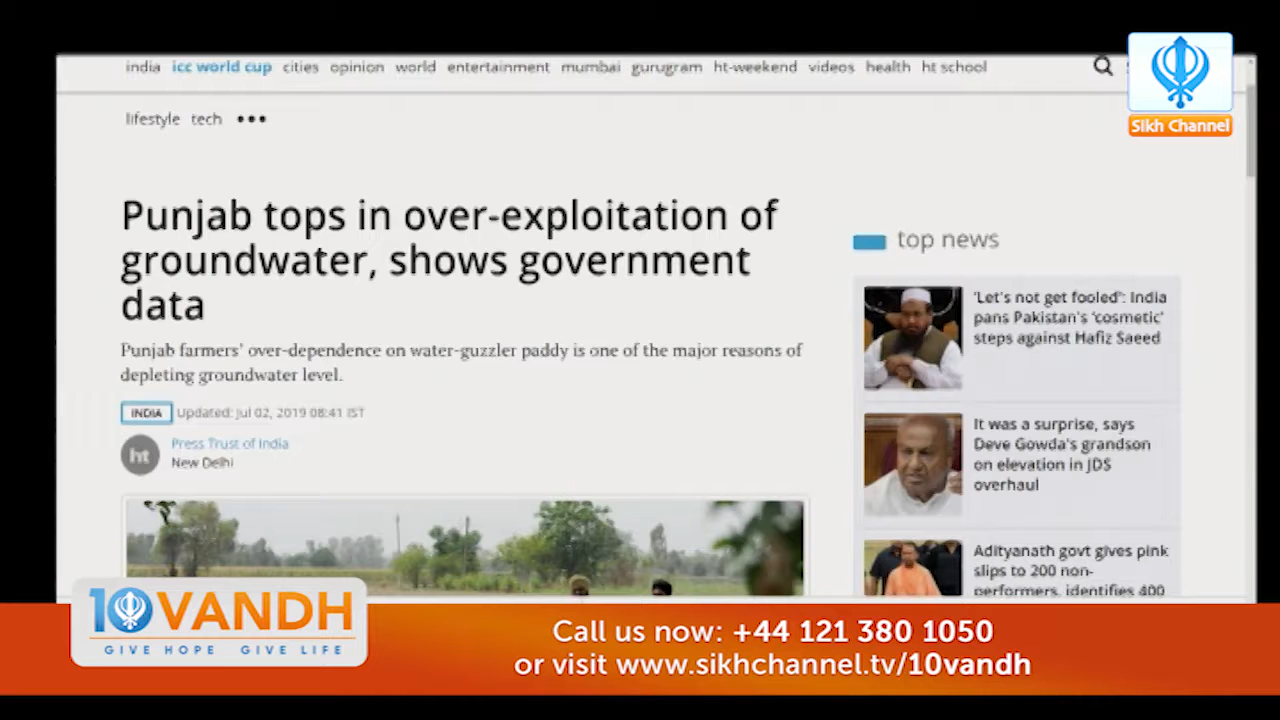 india icc world cup cities opinion world entertainment mumbai gurugram ht-weekend videos health ht school
Sikh Channel
lifestyle tech •••
Punjab tops in over-exploitation of
groundwater, shows government
data
Punjab farmers' over-dependence on water-guzzler paddy is one of the major reasons of
depleting groundwater level.
INDIA Updated: Jul 02, 2019 08:41 IST
ht
Press Trust of India
New Delhi
top news
'Let's not get fooled': India
pans Pakistan's 'cosmetic'
steps against Hafiz Saeed
It was a surprise, says
Deve Gowda's grandson
on elevation in JDS
overhaul
Adityanath govt gives pink
slips to 200 non-
performers, identifies 400
10VANDH
GIVE HOPE GIVE LIFE
Call us now: +44 121 380 1050
or visit www.sikhchannel.tv/10vandh